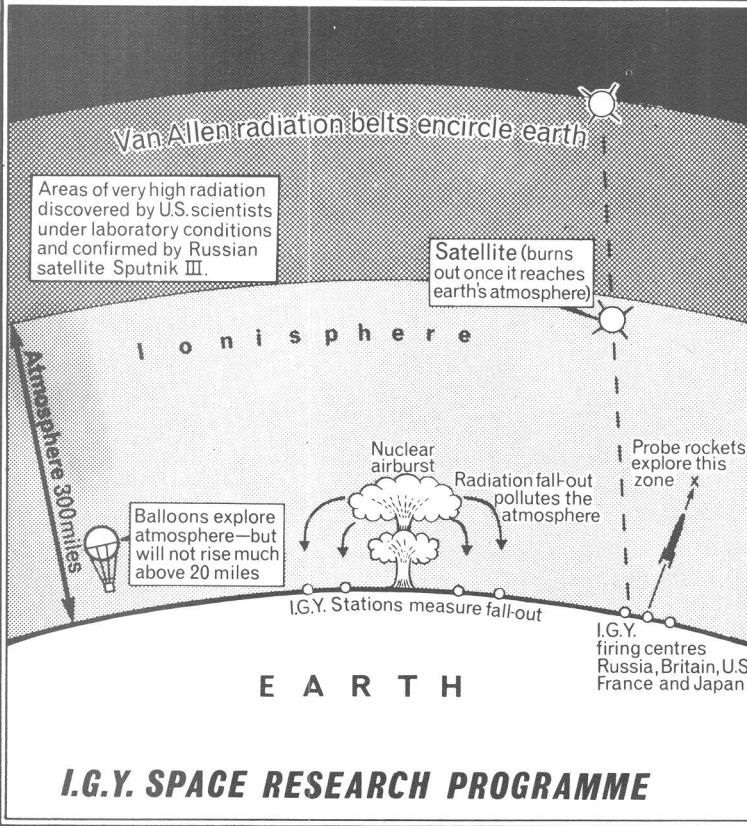 Van Allen radiation belts encircle earth
Areas of very high radiation
discovered by U.S. scientists
under laboratory conditions
and confirmed by Russian
satellite Sputnik III.
Satellite (burns
out once it reaches
earth's atmosphere)
Ionisphere
Atmosphere 300 miles
Nuclear
airburst
Radiation fall-out
pollutes the
atmosphere
Probe rockets
explore this
zone
Balloons explore
atmosphere—but
will not rise much
above 20 miles
I.G.Y. Stations measure fall-out
I.G.Y.
firing centres
Russia, Britain, U.S
France and Japan
EARTH
I.G.Y. SPACE RESEARCH PROGRAMME